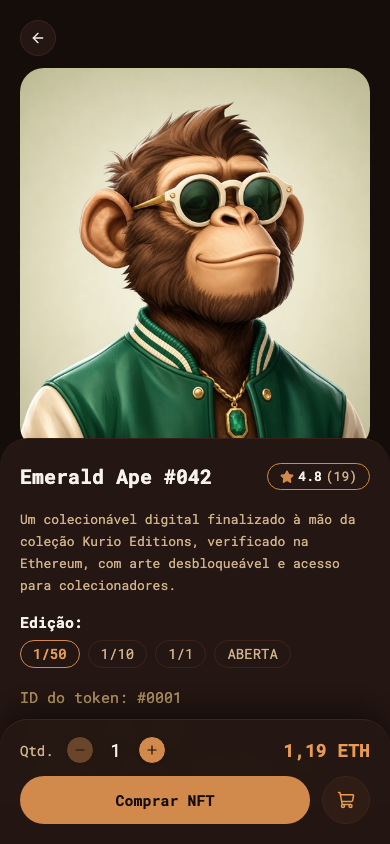 Emerald Ape #042
4.8 (19)
Um colecionável digital finalizado à mão da
coleção Kurio Editions, verificado na
Ethereum, com arte desbloqueável e acesso
para colecionadores.
Edição:
1/50 1/10 1/1 ABERTA
ID do token: #0001
Qtd. − 1 + 1,19 ETH
Comprar NFT